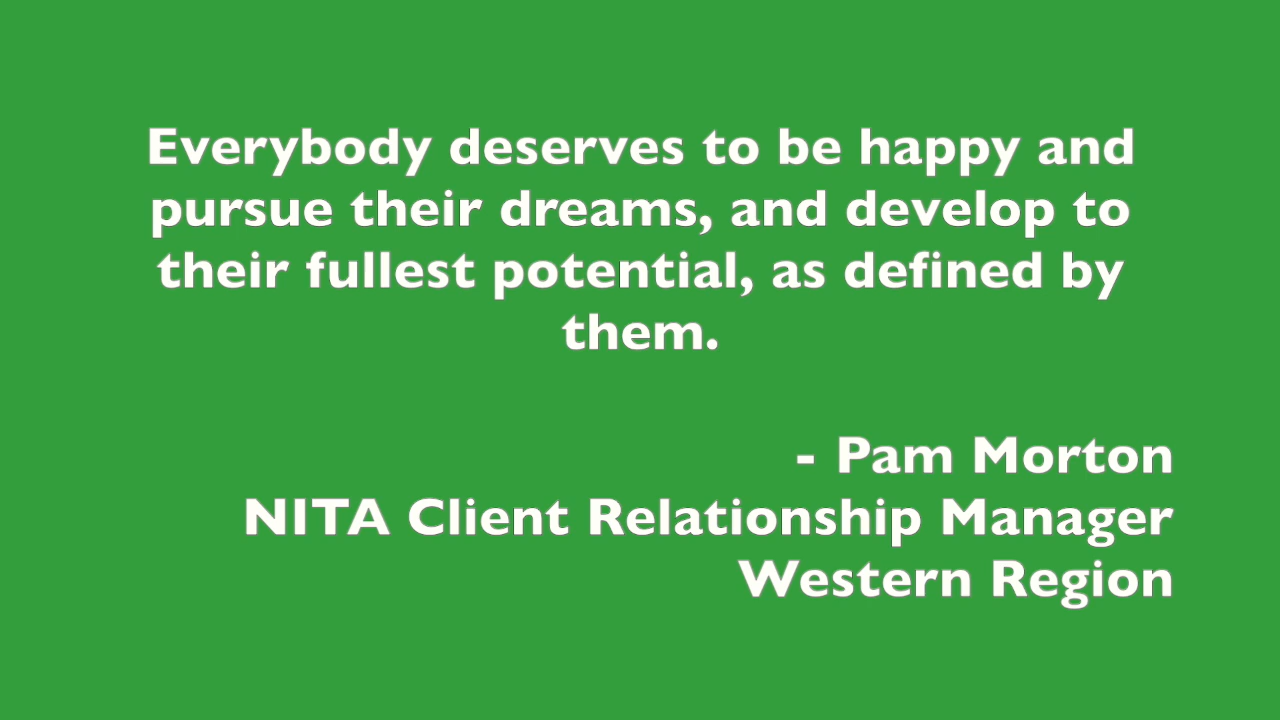 Everybody deserves to be happy and
pursue their dreams, and develop to
their fullest potential, as defined by
them.
- Pam Morton
NITA Client Relationship Manager
Western Region